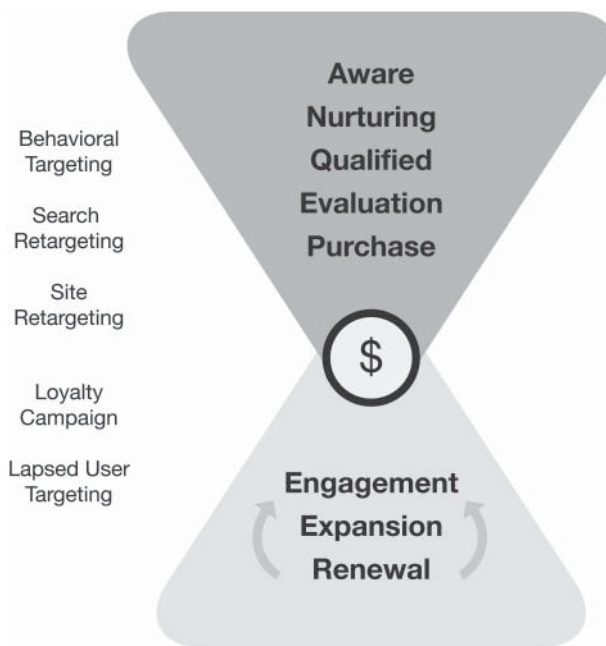 Aware
Nurturing
Qualified
Evaluation
Purchase
Behavioral
Targeting
Search
Retargeting
Site
Retargeting
$
Loyalty
Campaign
Lapsed User
Targeting
Engagement
Expansion
Renewal